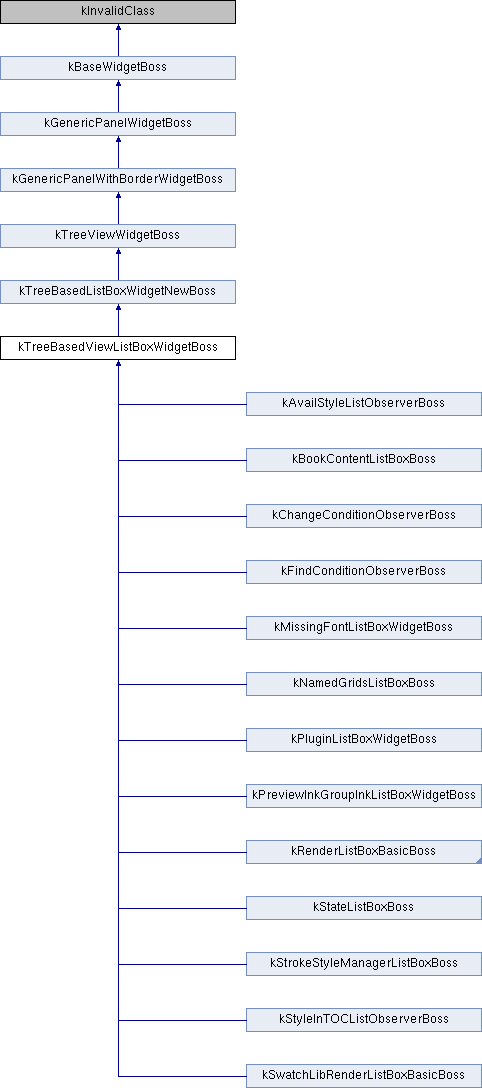 kInvalidClass
kBaseWidgetBoss
kGenericPanelWidgetBoss
kGenericPanelWithBorderWidgetBoss
kTreeViewWidgetBoss
kTreeBasedListBoxWidgetNewBoss
kTreeBasedViewListBoxWidgetBoss
kAvailStyleListObserverBoss
kBookContentListBoxBoss
kChangeConditionObserverBoss
kFindConditionObserverBoss
kMissingFontListBoxWidgetBoss
kNamedGridsListBoxBoss
kPluginListBoxWidgetBoss
kPreviewInkGroupInkListBoxWidgetBoss
kRenderListBoxBasicBoss
kStateListBoxBoss
kStrokeStyleManagerListBoxBoss
kStyleInTOCListObserverBoss
kSwatchLibRenderListBoxBasicBoss